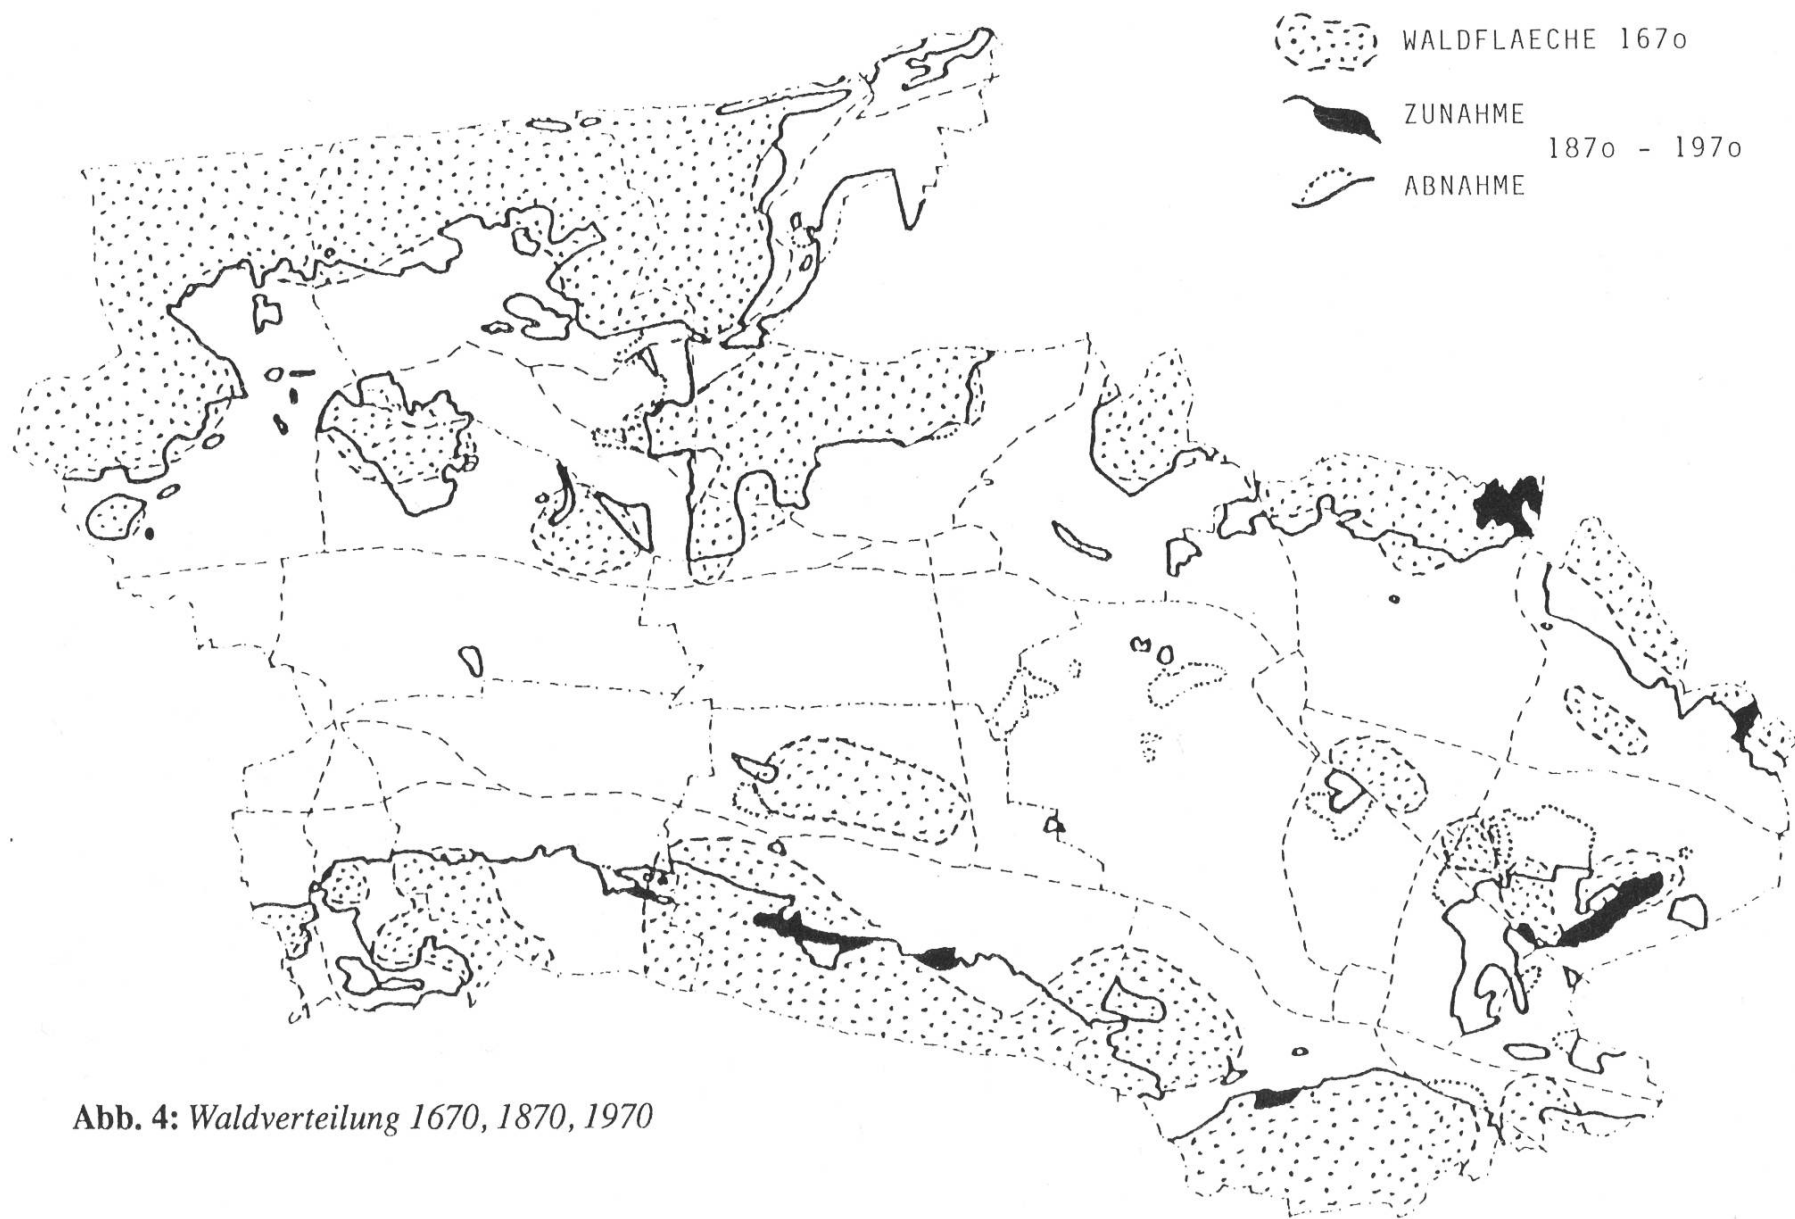 WALDFLAECHE 167o
ZUNAHME
187o - 197o
ABNAHME
Abb. 4: Waldverteilung 1670, 1870, 1970